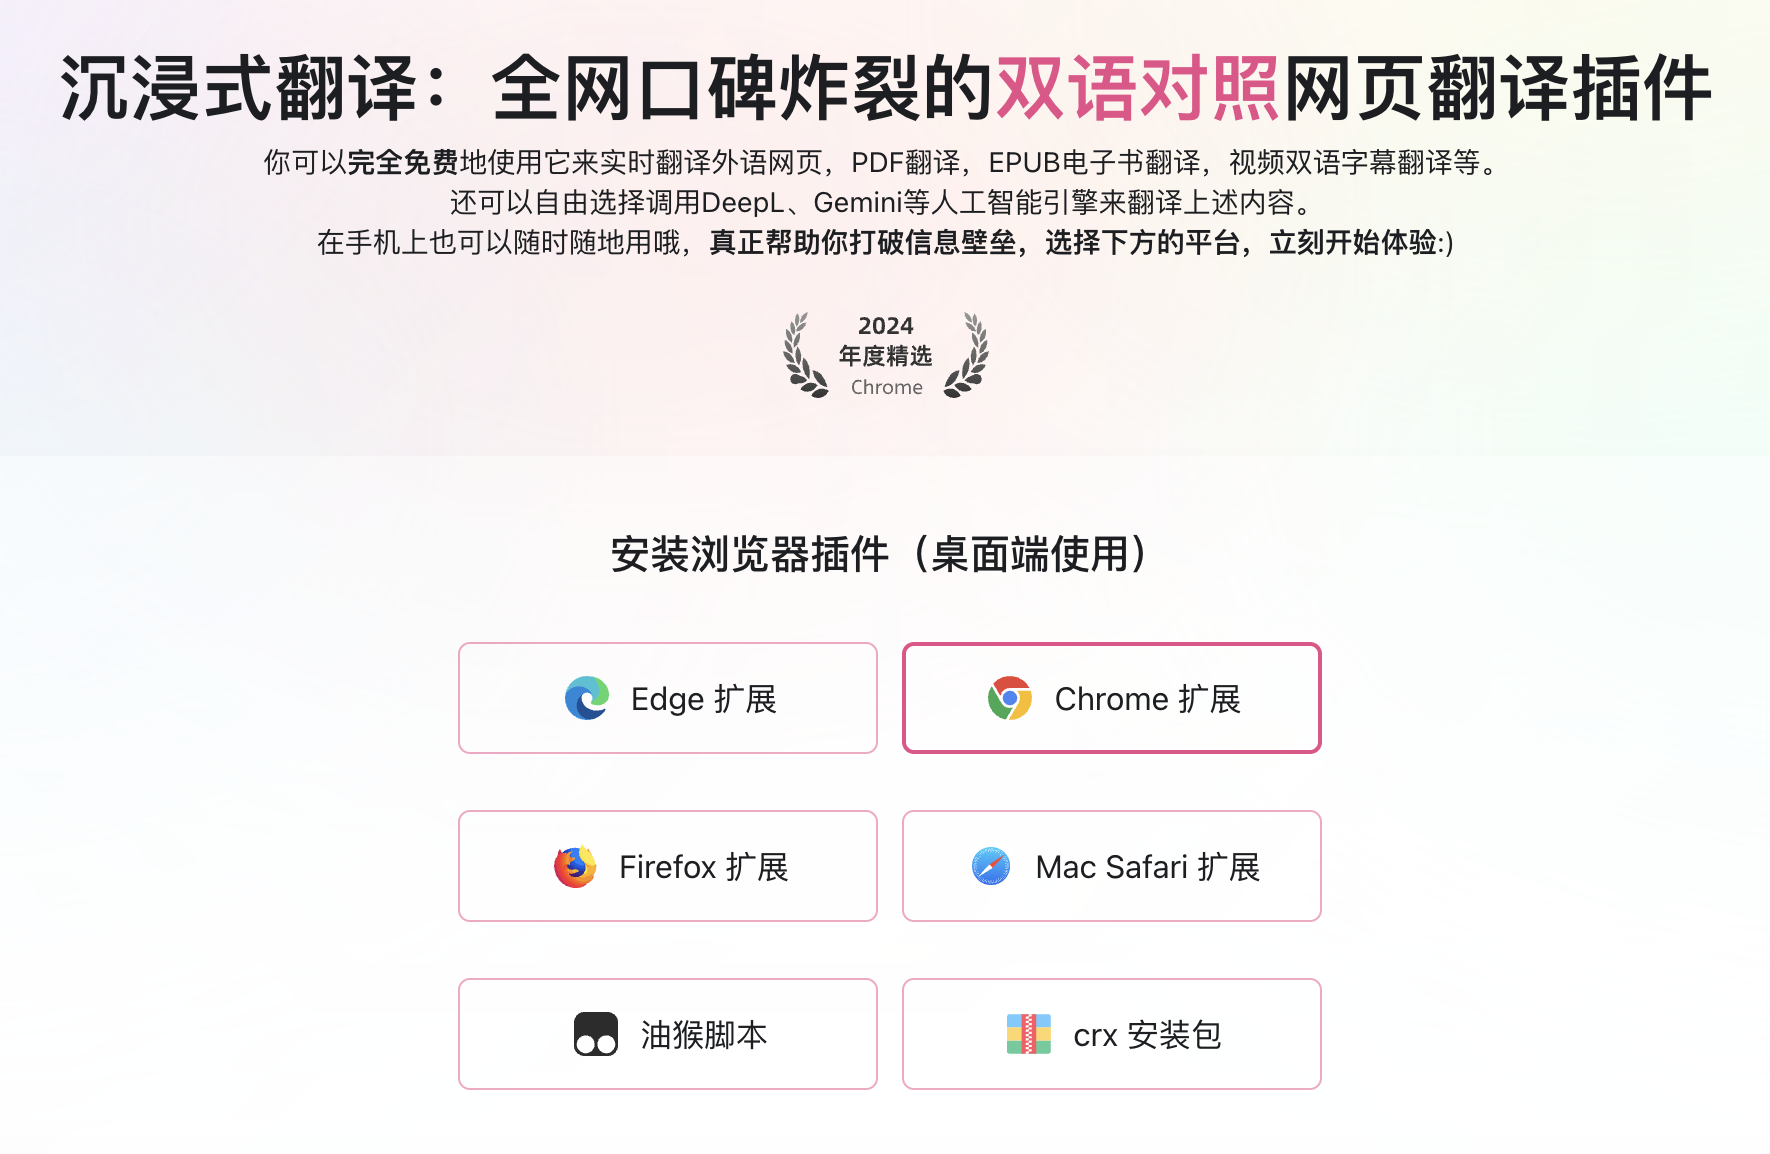 沉浸式翻译：全网口碑炸裂的双语对照网页翻译插件
你可以完全免费地使用它来实时翻译外语网页，PDF翻译，EPUB电子书翻译，视频双语字幕翻译等。
还可以自由选择调用DeepL、Gemini等人工智能引擎来翻译上述内容。
在手机上也可以随时随地用哦，真正帮助你打破信息壁垒，选择下方的平台，立刻开始体验:)
2024
年度精选
Chrome
安装浏览器插件（桌面端使用）
Edge 扩展
Chrome 扩展
Firefox 扩展
Mac Safari 扩展
油猴脚本
crx 安装包